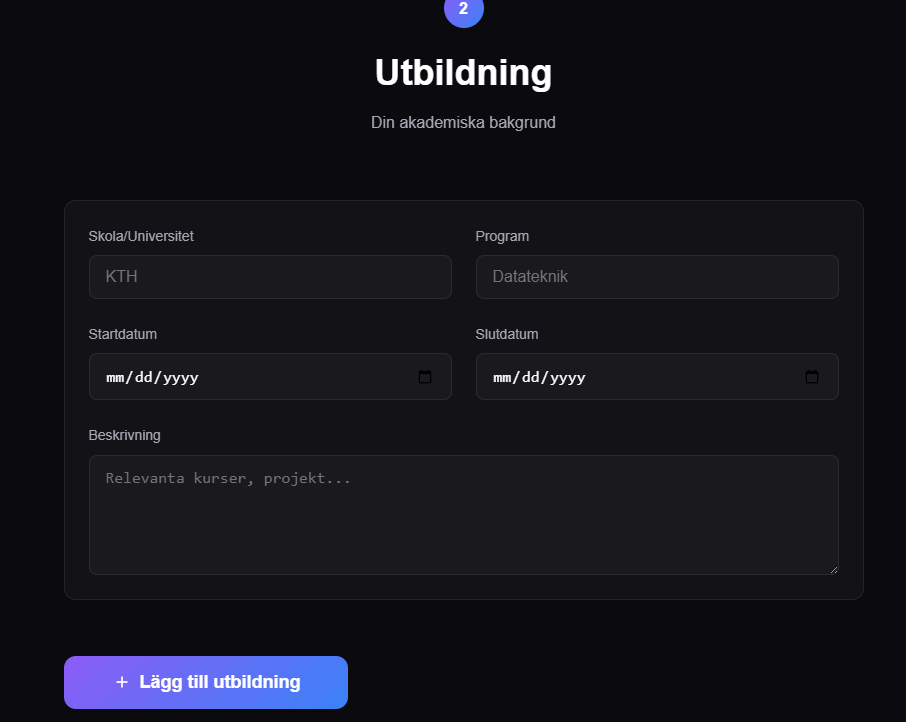 2
Utbildning
Din akademiska bakgrund
Skola/Universitet
Program
KTH
Datateknik
Startdatum
Slutdatum
mm/dd/yyyy
mm/dd/yyyy
Beskrivning
Relevanta kurser, projekt...
+ Lägg till utbildning